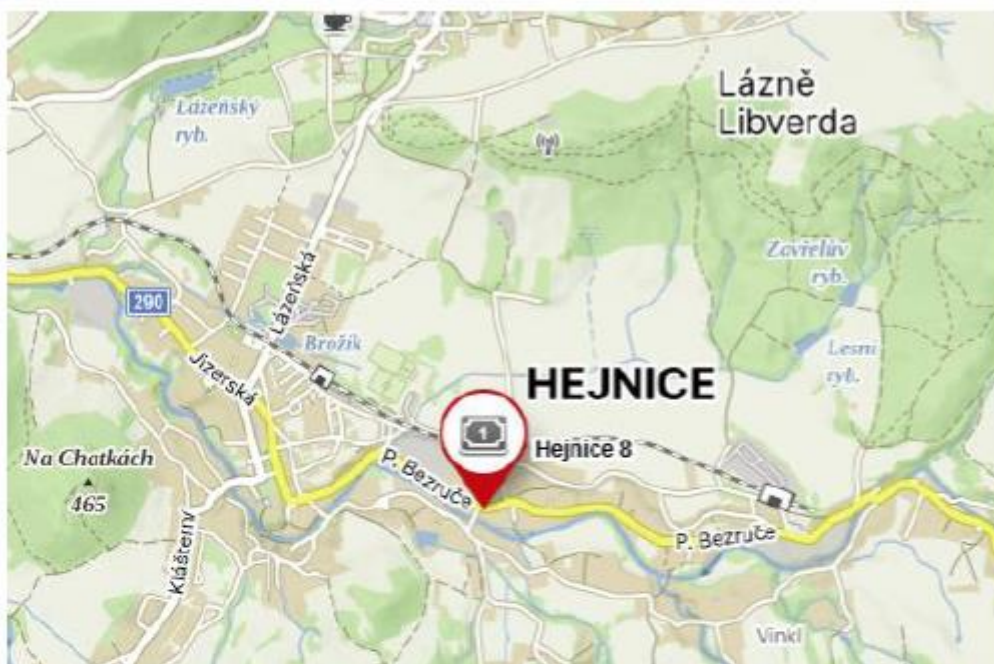 Lázně
Libverda
Lázeňský
ryb.
Zavřelův
ryb.
Lázeňská
290
Brožík
Lesní
ryb.
Jizerská
HEJNICE
1
Hejnice 8
Na Chatkách
465
P. Bezruče
P. Bezruče
Klášterní
Vinkl